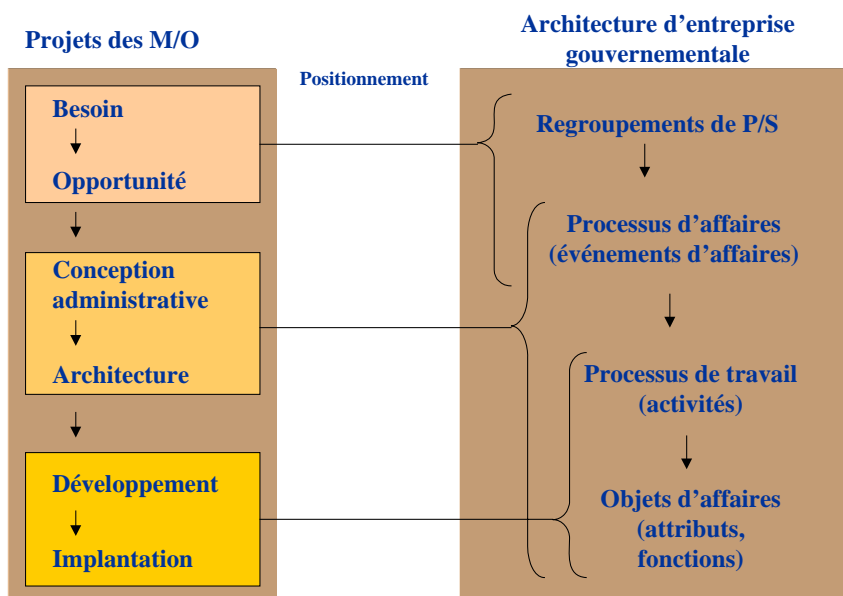 Projets des M/O
Positionnement
Architecture d'entreprise
gouvernementale
Besoin
Opportunité
Conception
administrative
Architecture
Développement
Implantation
Regroupements de P/S
Processus d'affaires
(événements d'affaires)
Processus de travail
(activités)
Objets d'affaires
(attributs,
fonctions)